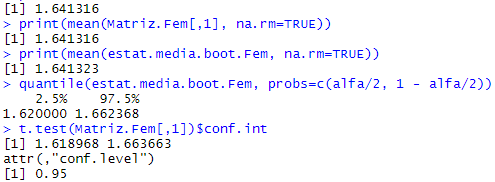 [1] 1.641316
> print(mean(Matriz.Fem[,1], na.rm=TRUE))
[1] 1.641316
> print(mean(estat.media.boot.Fem, na.rm=TRUE))
[1] 1.641323
> quantile(estat.media.boot.Fem, probs=c(alfa/2, 1 - alfa/2))
    2.5%    97.5%
1.620000 1.662368
> t.test(Matriz.Fem[,1])$conf.int
[1] 1.618968 1.663663
attr(,"conf.level")
[1] 0.95